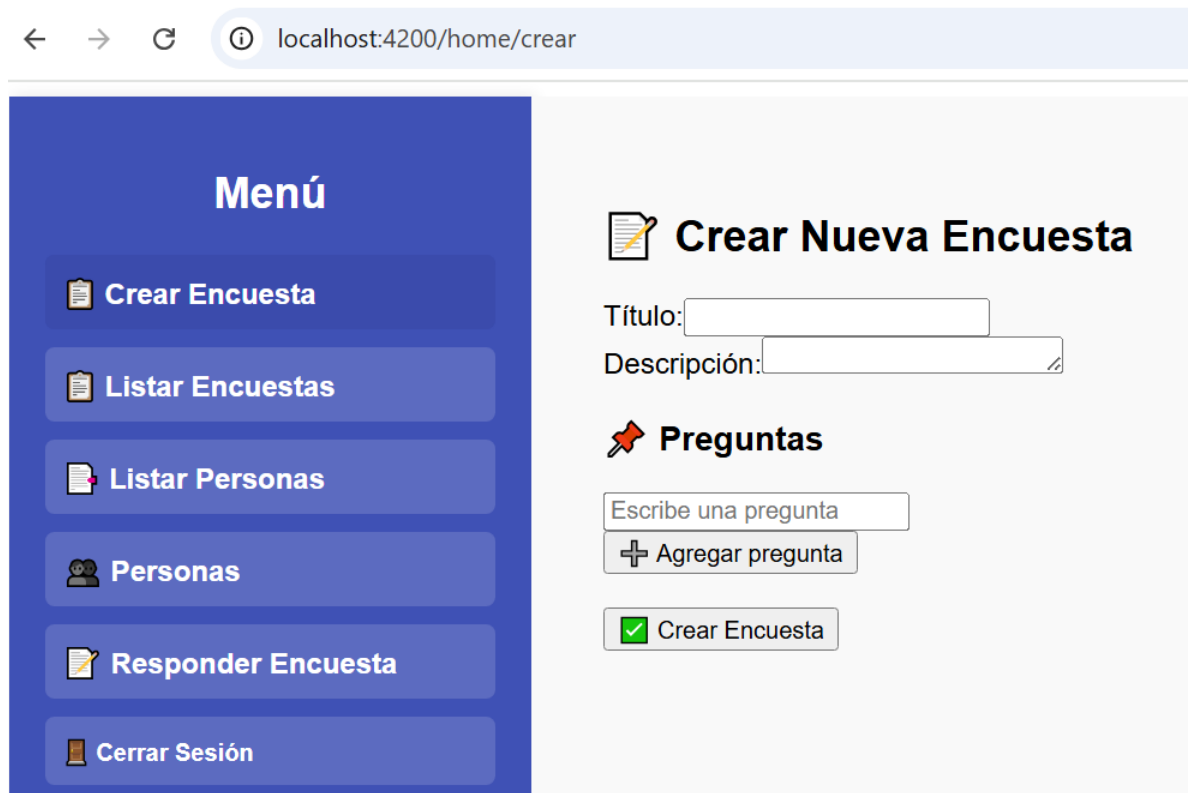 localhost:4200/home/crear
Menú
Crear Encuesta
Listar Encuestas
Listar Personas
Personas
Responder Encuesta
Cerrar Sesión
Crear Nueva Encuesta
Título:
Descripción:
Preguntas
Escribe una pregunta
Agregar pregunta
Crear Encuesta